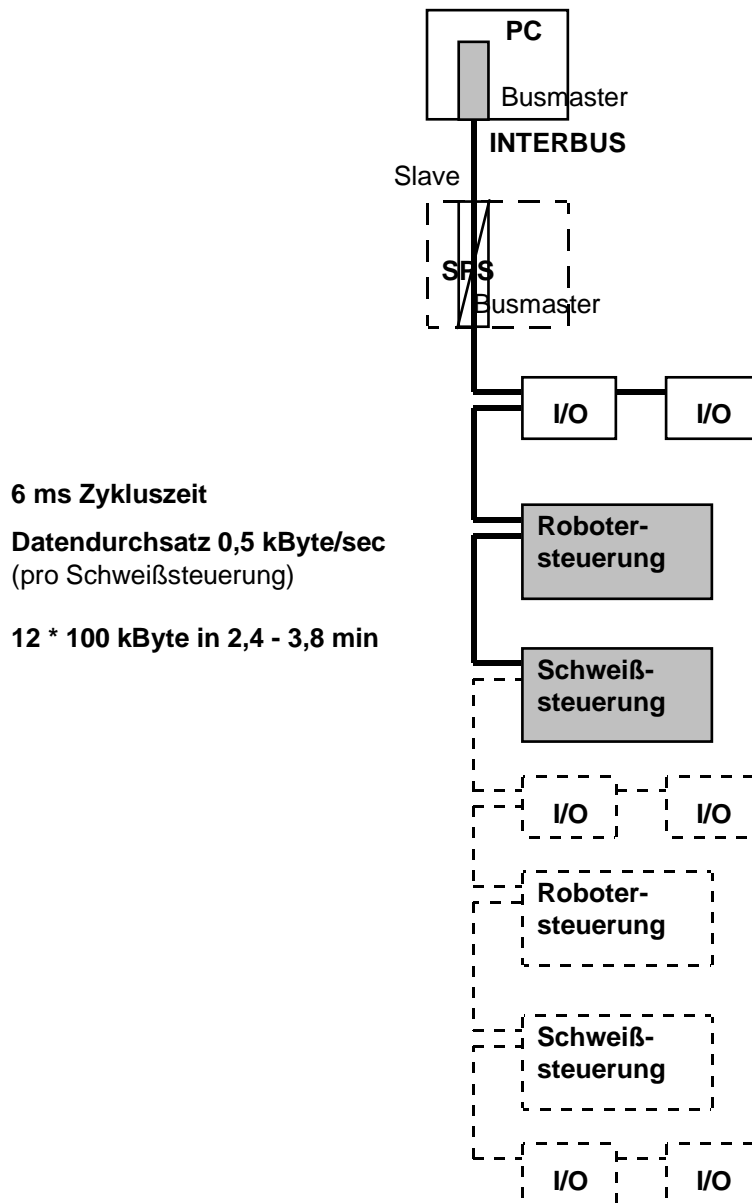 PC
Busmaster
INTERBUS
Slave
SPS
Busmaster
I/O I/O
6 ms Zykluszeit
Datendurchsatz 0,5 kByte/sec
(pro Schweißsteuerung)
12 * 100 kByte in 2,4 - 3,8 min
Roboter-
steuerung
Schweiß-
steuerung
I/O I/O
Roboter-
steuerung
Schweiß-
steuerung
I/O I/O